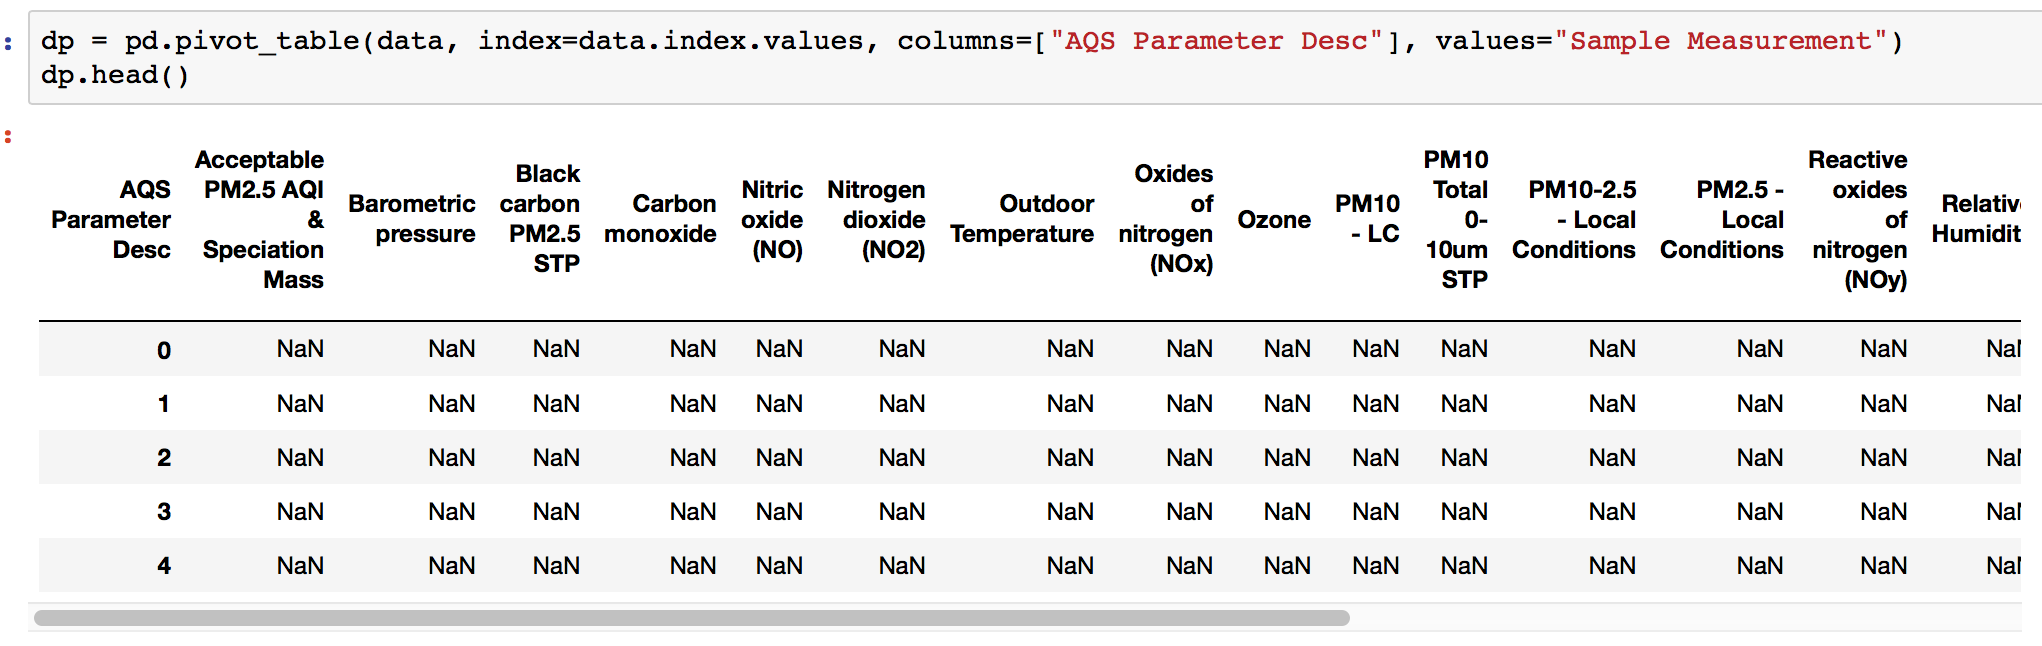 dp = pd.pivot_table(data, index=data.index.values, columns=["AQS Parameter Desc"], values="Sample Measurement")
dp.head()
AQS Parameter Desc Acceptable PM2.5 AQI & Speciation Mass Barometric pressure Black carbon PM2.5 STP Carbon monoxide Nitric oxide (NO) Nitrogen dioxide (NO2) Outdoor Temperature Oxides of nitrogen (NOx) Ozone PM10 - LC PM10 Total 0-10um STP PM10-2.5 - Local Conditions PM2.5 - Local Conditions Reactive oxides of nitrogen (NOy)
0 NaN NaN NaN NaN NaN NaN NaN NaN NaN NaN NaN NaN NaN NaN
1 NaN NaN NaN NaN NaN NaN NaN NaN NaN NaN NaN NaN NaN NaN
2 NaN NaN NaN NaN NaN NaN NaN NaN NaN NaN NaN NaN NaN NaN
3 NaN NaN NaN NaN NaN NaN NaN NaN NaN NaN NaN NaN NaN NaN
4 NaN NaN NaN NaN NaN NaN NaN NaN NaN NaN NaN NaN NaN NaN